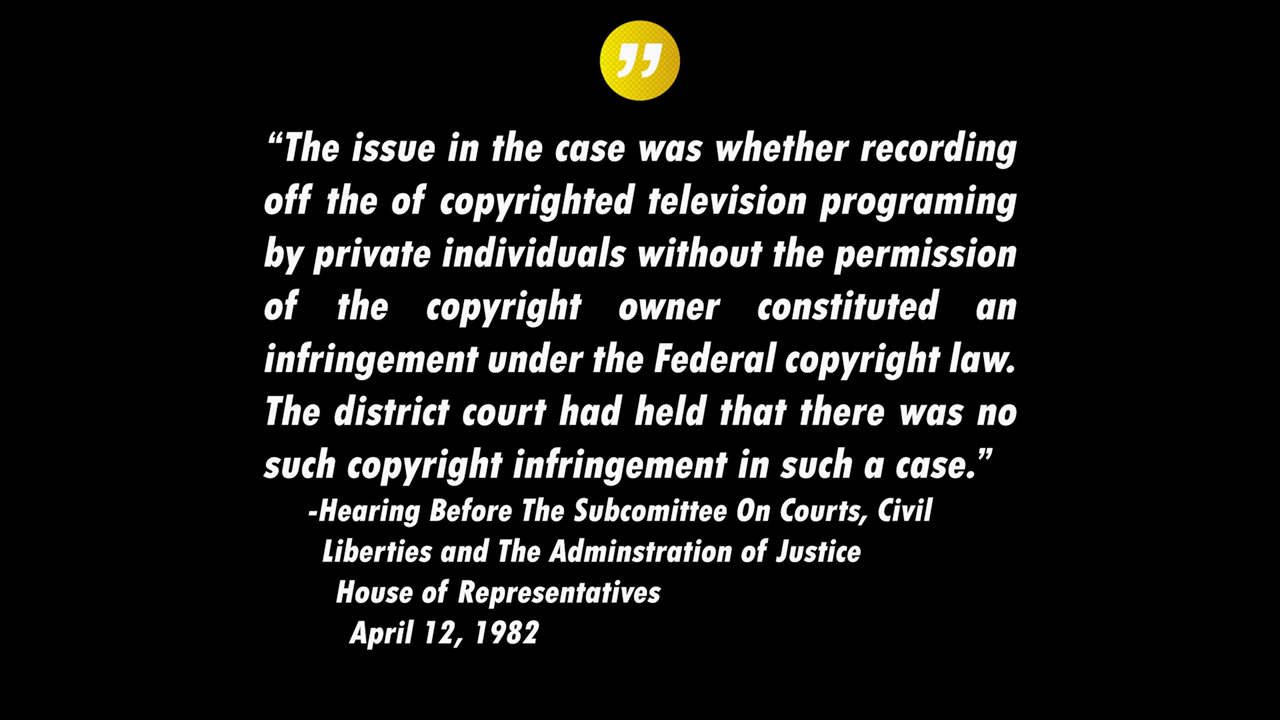 ”
“The issue in the case was whether recording
off the of copyrighted television programing
by private individuals without the permission
of the copyright owner constituted an
infringement under the Federal copyright law.
The district court had held that there was no
such copyright infringement in such a case.”
-Hearing Before The Subcomittee On Courts, Civil
Liberties and The Adminstration of Justice
House of Representatives
April 12, 1982